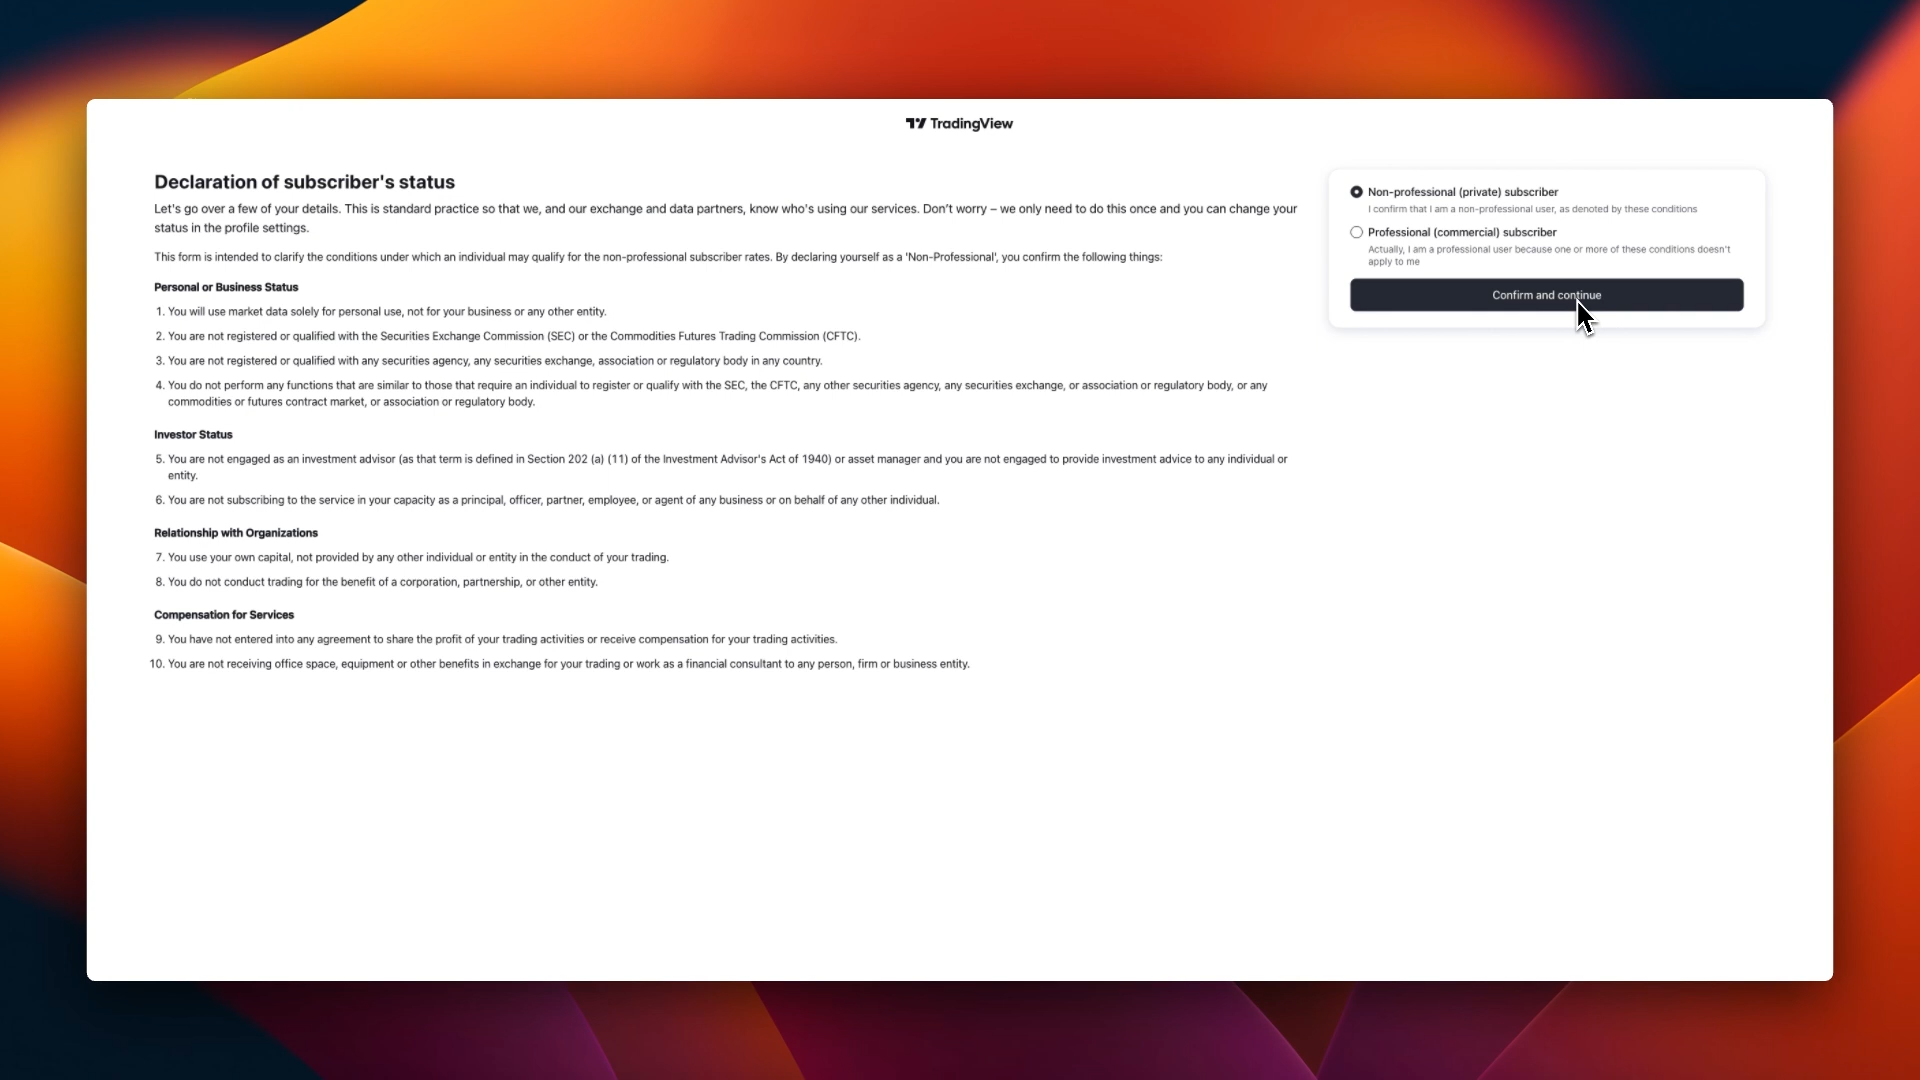 TradingView
Declaration of subscriber's status
Let's go over a few of your details. This is standard practice so that we, and our exchange and data partners, know who's using our services. Don't worry – we only need to do this once and you can change your
status in the profile settings.
This form is intended to clarify the conditions under which an individual may qualify for the non-professional subscriber rates. By declaring yourself as a 'Non-Professional', you confirm the following things:
Personal or Business Status
1. You will use market data solely for personal use, not for your business or any other entity.
2. You are not registered or qualified with the Securities Exchange Commission (SEC) or the Commodities Futures Trading Commission (CFTC).
3. You are not registered or qualified with any securities agency, any securities exchange, association or regulatory body in any country.
4. You do not perform any functions that are similar to those that require an individual to register or qualify with the SEC, the CFTC, any other securities agency, any securities exchange, or association or regulatory body, or any
commodities or futures contract market, or association or regulatory body.
Investor Status
5. You are not engaged as an investment advisor (as that term is defined in Section 202 (a) (11) of the Investment Advisor's Act of 1940) or asset manager and you are not engaged to provide investment advice to any individual or
entity.
6. You are not subscribing to the service in your capacity as a principal, officer, partner, employee, or agent of any business or on behalf of any other individual.
Relationship with Organizations
7. You use your own capital, not provided by any other individual or entity in the conduct of your trading.
8. You do not conduct trading for the benefit of a corporation, partnership, or other entity.
Compensation for Services
9. You have not entered into any agreement to share the profit of your trading activities or receive compensation for your trading activities.
10. You are not receiving office space, equipment or other benefits in exchange for your trading or work as a financial consultant to any person, firm or business entity.
Non-professional (private) subscriber
I confirm that I am a non-professional user, as denoted by these conditions
Professional (commercial) subscriber
Actually, I am a professional user because one or more of these conditions doesn't
apply to me
Confirm and continue